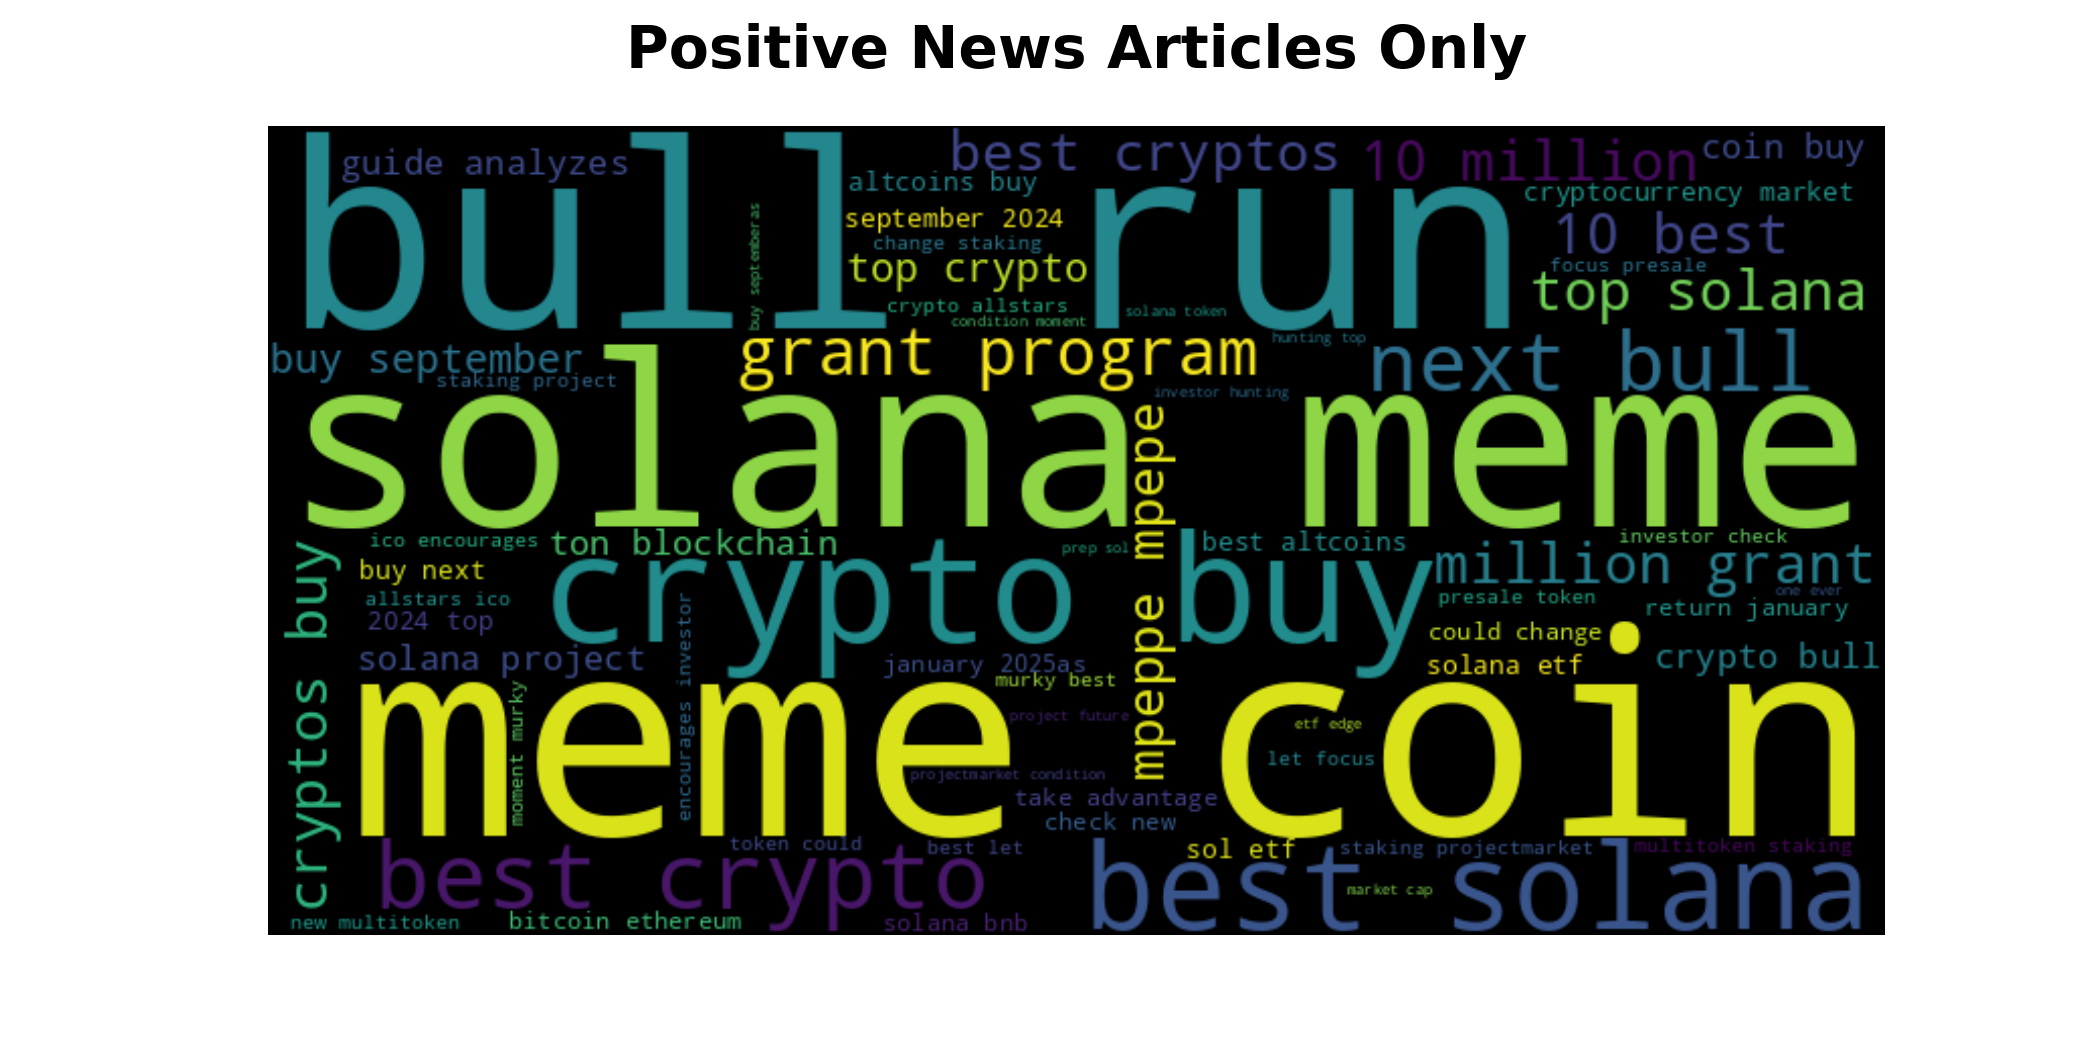 Positive News Articles Only
bull run
guide analyzes
best cryptos
10 million
coin buy
altcoins buy
cryptocurrency market
september 2024
10 best
change staking
top crypto
focus presale
top solana
buy septemberas
crypto allstars
solana token
condition moment
grant program
hunting top
next bull
buy september
staking project
investor hunting
solana meme
mpeppe mpepe
ico encourages
ton blockchain
prep sol
best altcoins
investor check
crypto buy
million grant
buy next
allstars ico
presale token
one ever
return january
2024 top
could change
solana project
january 2025as
solana etf
crypto bull
cryptos buy
encourages investor
murky best
meme coin
moment murky
project future
etf edge
let focus
projectmarket condition
take advantage
check new
token could
best let
sol etf
staking projectmarket
multitoken staking
best crypto
best solana
market cap
new multitoken
bitcoin ethereum
solana bnb